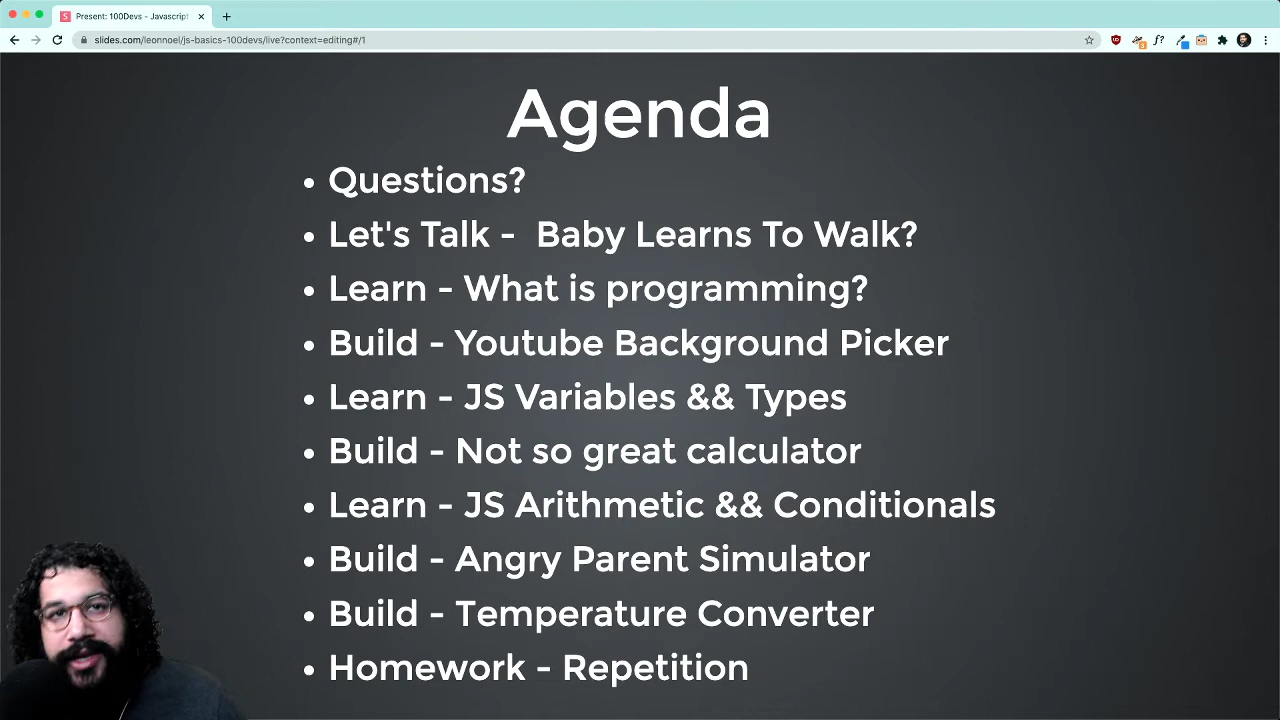 Present: 100Devs - Javascript
slides.com/leonnoel/js-basics-100devs/live?context=editing#/1
Agenda
Questions?
Let's Talk - Baby Learns To Walk?
Learn - What is programming?
Build - Youtube Background Picker
Learn - JS Variables && Types
Build - Not so great calculator
Learn - JS Arithmetic && Conditionals
Build - Angry Parent Simulator
Build - Temperature Converter
Homework - Repetition